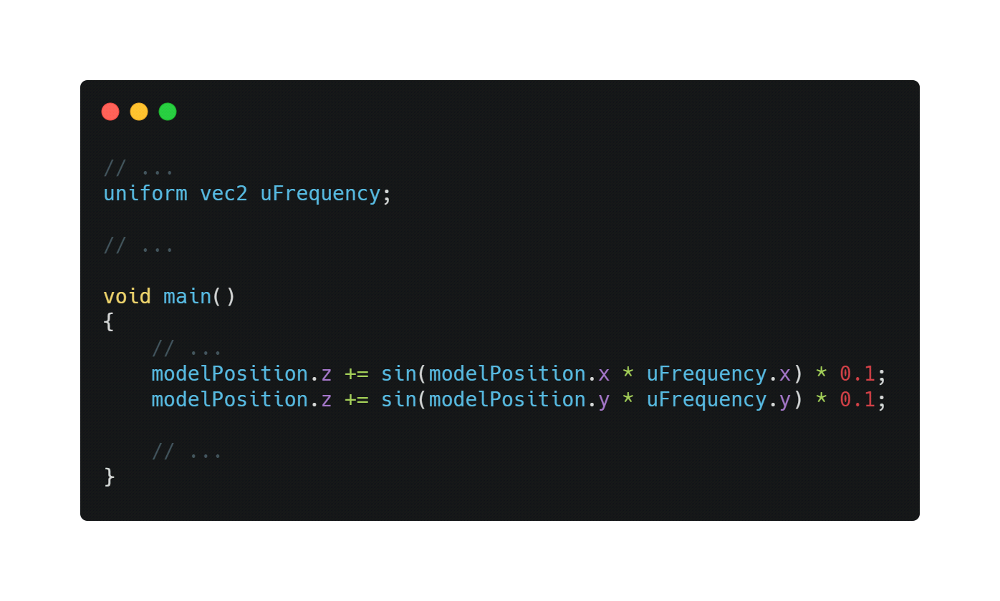 // ...
uniform vec2 uFrequency;
// ...
void main()
{
    // ...
    modelPosition.z += sin(modelPosition.x * uFrequency.x) * 0.1;
    modelPosition.z += sin(modelPosition.y * uFrequency.y) * 0.1;
    // ...
}